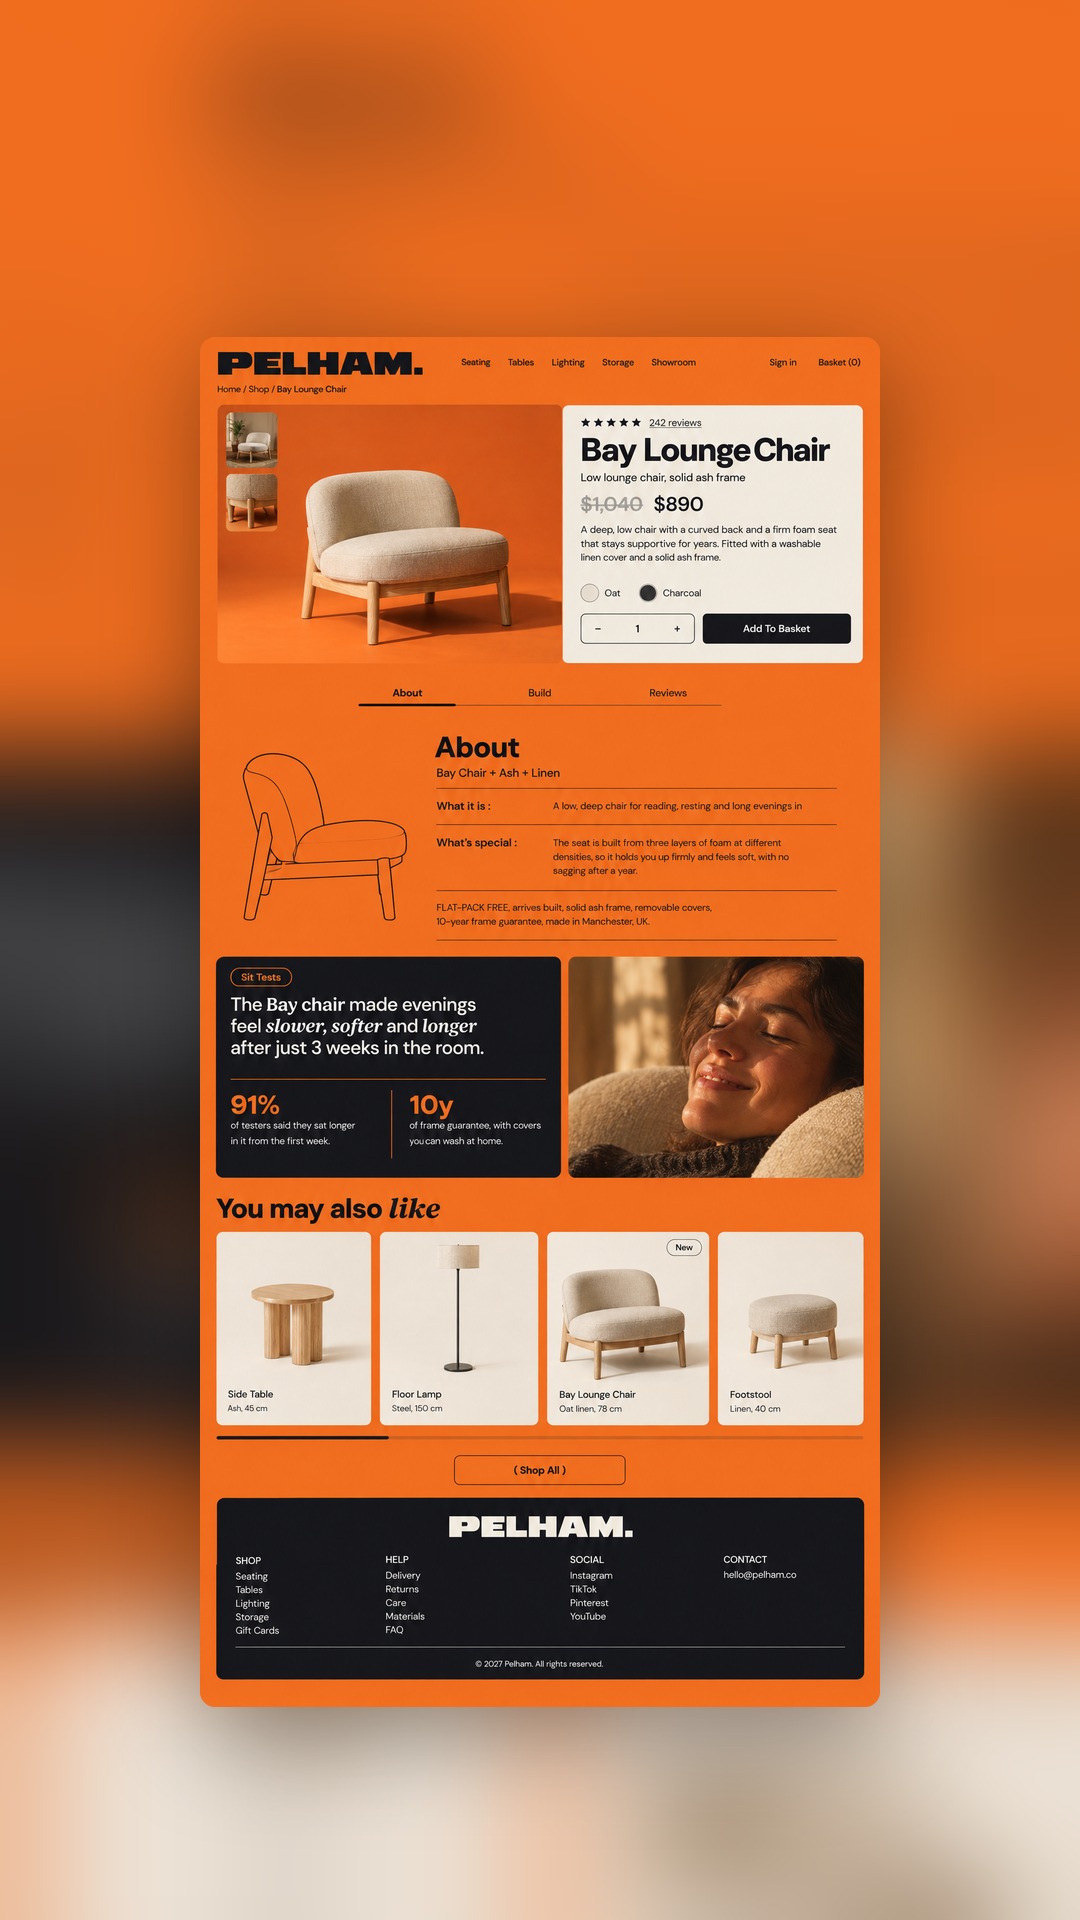 PELHAM.
Seating
Tables
Lighting
Storage
Showroom
Sign in
Basket (0)
Home / Shop / Bay Lounge Chair
★★★★★ 242 reviews
Bay Lounge Chair
Low lounge chair, solid ash frame
$1,040 $890
A deep, low chair with a curved back and a firm foam seat
that stays supportive for years. Fitted with a washable
linen cover and a solid ash frame.
Oat
Charcoal
− 1 +
Add To Basket
About
Build
Reviews
About
Bay Chair + Ash + Linen
What it is :
A low, deep chair for reading, resting and long evenings in
What's special :
The seat is built from three layers of foam at different
densities, so it holds you up firmly and feels soft, with no
sagging after a year.
FLAT-PACK FREE, arrives built, solid ash frame, removable covers,
10-year frame guarantee, made in Manchester, UK.
Sit Tests
The Bay chair made evenings
feel slower, softer and longer
after just 3 weeks in the room.
91%
of testers said they sat longer
in it from the first week.
10y
of frame guarantee, with covers
you can wash at home.
You may also like
Side Table
Ash, 45 cm
Floor Lamp
Steel, 150 cm
New
Bay Lounge Chair
Oat linen, 78 cm
Footstool
Linen, 40 cm
( Shop All )
PELHAM.
SHOP
Seating
Tables
Lighting
Storage
Gift Cards
HELP
Delivery
Returns
Care
Materials
FAQ
SOCIAL
Instagram
TikTok
Pinterest
YouTube
CONTACT
hello@pelham.co
© 2027 Pelham. All rights reserved.